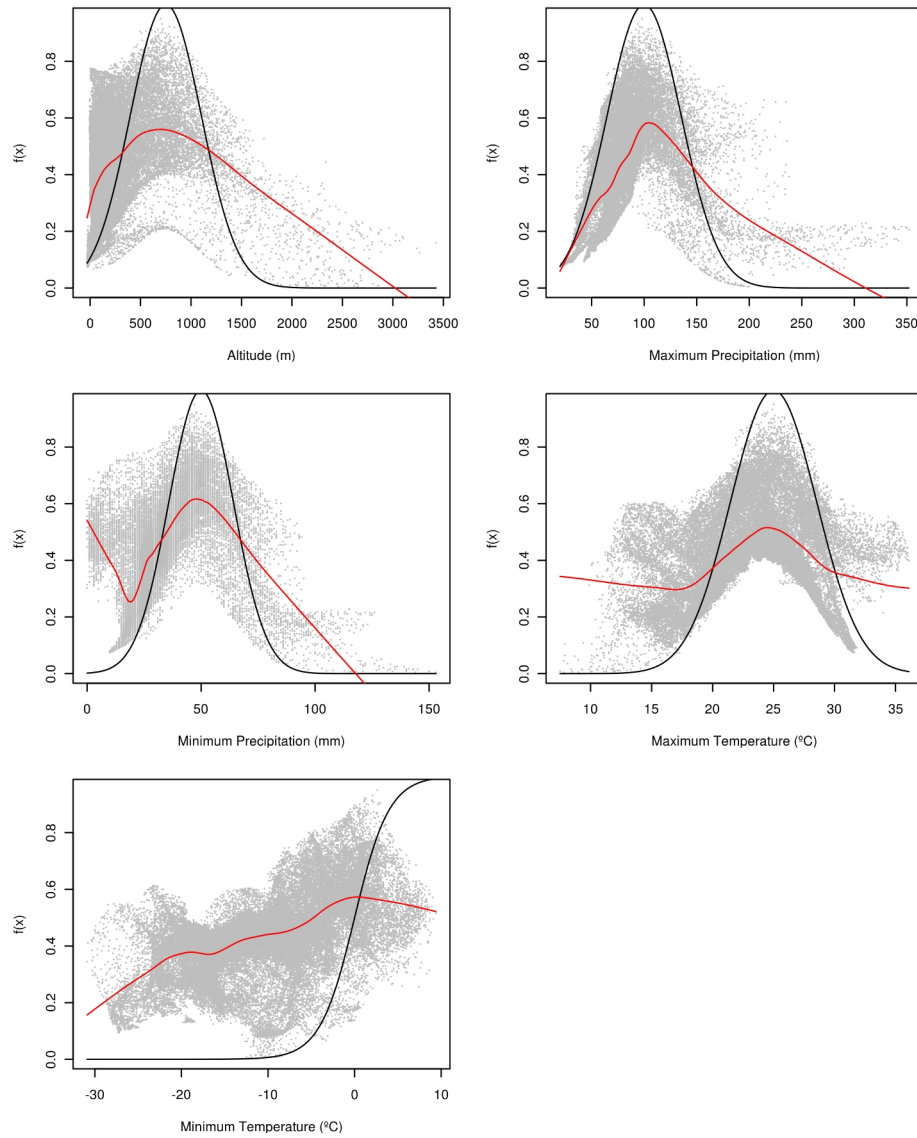 0.8
0.6
f(x)
0.4
0.2
0.0
0 500 1000 1500 2000 2500 3000 3500
Altitude (m)
0.8
0.6
f(x)
0.4
0.2
0.0
50 100 150 200 250 300 350
Maximum Precipitation (mm)
0.8
0.6
f(x)
0.4
0.2
0.0
0 50 100 150
Minimum Precipitation (mm)
0.8
0.6
f(x)
0.4
0.2
0.0
10 15 20 25 30 35
Maximum Temperature (ºC)
0.8
0.6
f(x)
0.4
0.2
0.0
-30 -20 -10 0 10
Minimum Temperature (ºC)